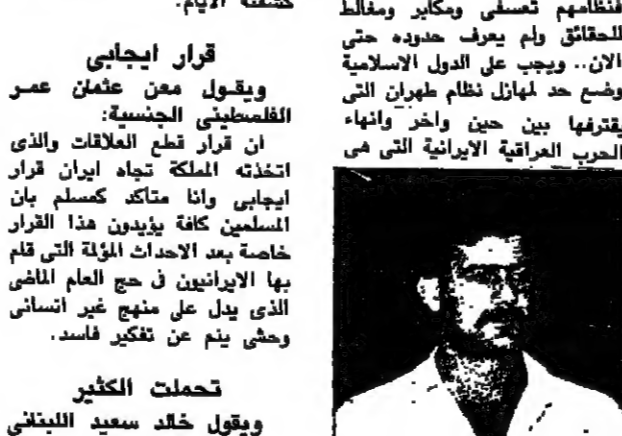 فنظامهم تعسفى ومكابر ومغالط
للحقائق ولم يعرف حدوده حتى
الان.. ويجب على الدول الاسلامية
وضع حد لمهازل نظام طهران التى
يقترفها بين حين واخر وانهاء
الحرب العراقية الايرانية التى هى
كشفته الايام.
قرار ايجابى
ويقول معن عثمان عمر
الفلسطينى الجنسية:
ان قرار قطع العلاقات والذى
اتخذته المملكة تجاه ايران قرار
ايجابى وانا متاكد كمسلم بان
المسلمين كافة يؤيدون هذا القرار
خاصة بعد الاحداث المؤلمة التى قام
بها الايرانيون فى حج العام الماضى
الذى يدل على منهج غير انسانى
وحشى ينم عن تفكير فاسد.
تحملت الكثير
ويقول خالد سعيد اللبنانى